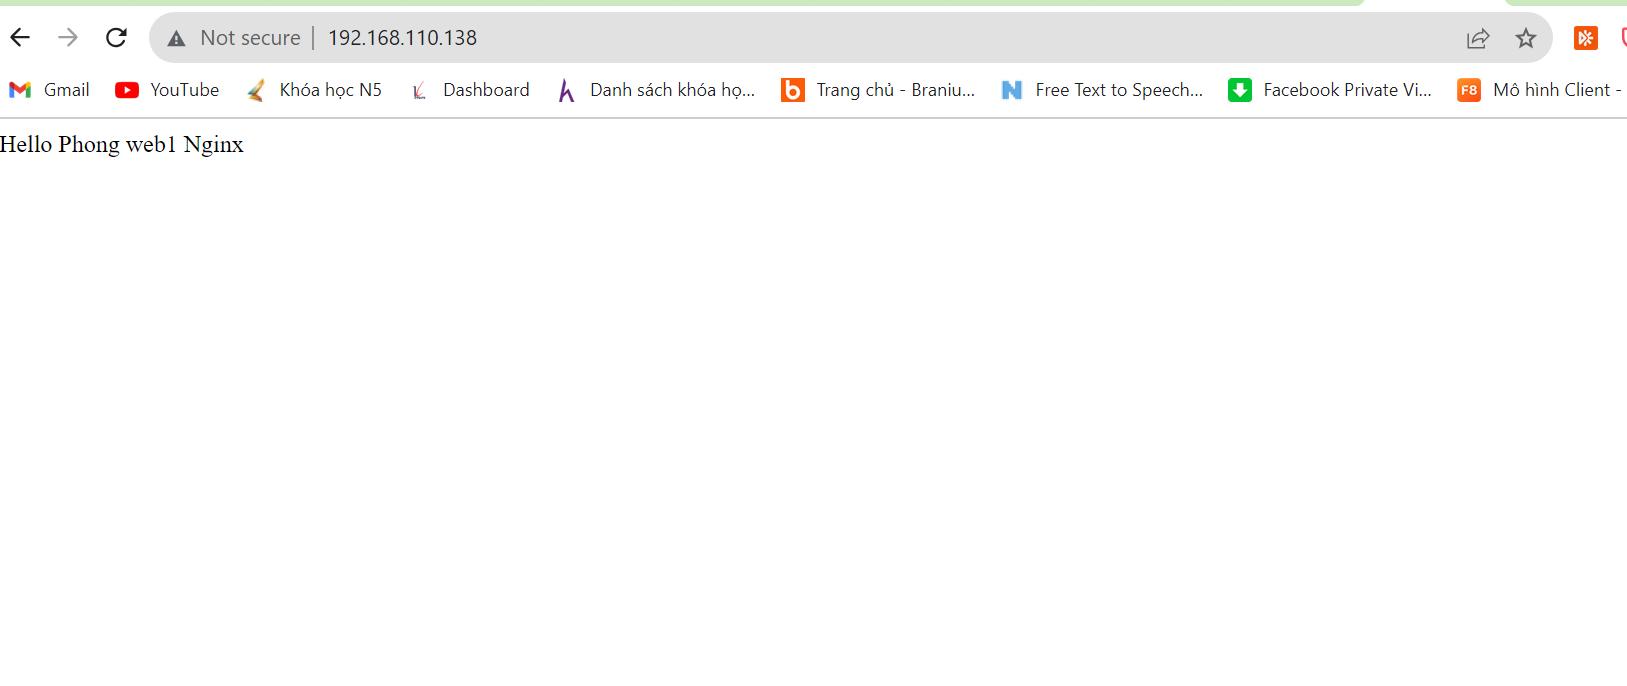 Not secure | 192.168.110.138
Gmail YouTube Khóa học N5 Dashboard Danh sách khóa họ... Trang chủ - Braniu... Free Text to Speech... Facebook Private Vi... F8 Mô hình Client -
Hello Phong web1 Nginx